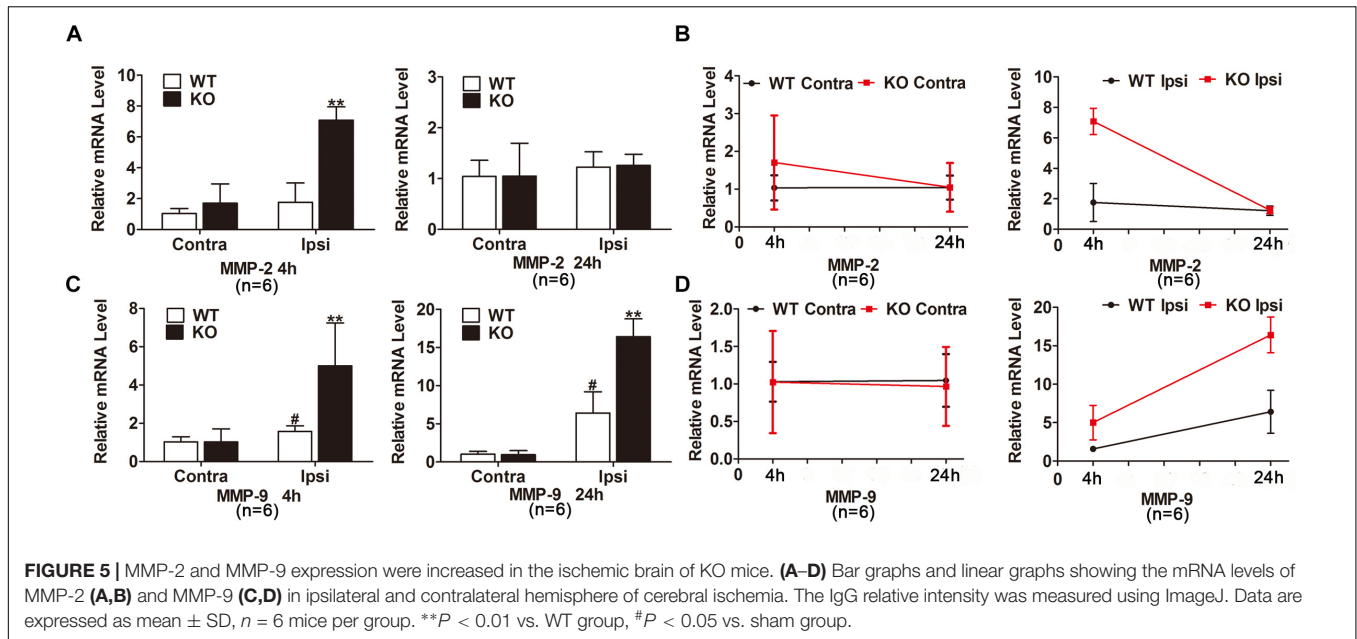 A
Relative mRNA Level
10
8
6
4
2
0
WT
KO
**
Contra
Ipsi
MMP-2 4h
(n=6)
Relative mRNA Level
3
2
1
0
WT
KO
Contra
Ipsi
MMP-2 24h
(n=6)
B
Relative mRNA Level
4
3
2
1
0
WT Contra
KO Contra
0
4h
24h
MMP-2
(n=6)
Relative mRNA Level
10
8
6
4
2
0
WT Ipsi
KO Ipsi
0
4h
24h
MMP-2
(n=6)
C
Relative mRNA Level
8
6
4
2
0
WT
KO
#
**
Contra
Ipsi
MMP-9 4h
(n=6)
Relative mRNA Level
20
15
10
5
0
WT
KO
#
**
Contra
Ipsi
MMP-9 24h
(n=6)
D
Relative mRNA Level
2.0
1.5
1.0
0.5
0.0
WT Contra
KO Contra
0
4h
24h
MMP-9
(n=6)
Relative mRNA Level
20
15
10
5
0
WT Ipsi
KO Ipsi
0
4h
24h
MMP-9
(n=6)
FIGURE 5 | MMP-2 and MMP-9 expression were increased in the ischemic brain of KO mice. (A–D) Bar graphs and linear graphs showing the mRNA levels of
MMP-2 (A,B) and MMP-9 (C,D) in ipsilateral and contralateral hemisphere of cerebral ischemia. The IgG relative intensity was measured using ImageJ. Data are
expressed as mean ± SD, n = 6 mice per group. **P < 0.01 vs. WT group, #P < 0.05 vs. sham group.